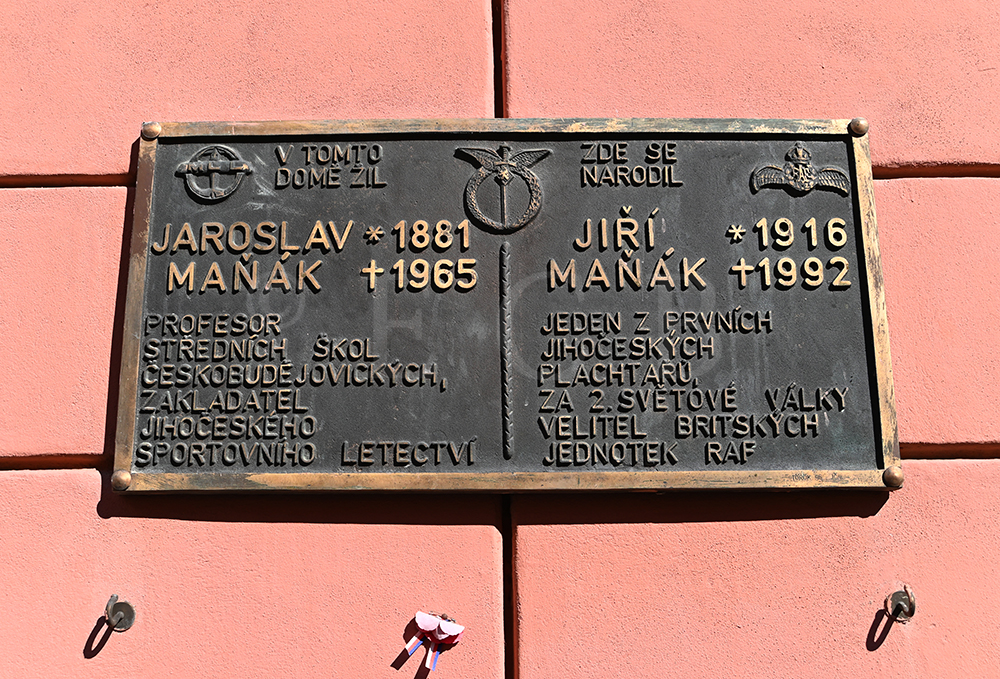 V TOMTO
DOMĚ ŽIL
JAROSLAV * 1881
MAŇÁK † 1965
PROFESOR
STŘEDNÍCH ŠKOL
ČESKOBUDĚJOVICKÝCH,
ZAKLADATEL
JIHOČESKÉHO
SPORTOVNÍHO LETECTVÍ
ZDE SE
NARODIL
JIŘÍ * 1916
MAŇÁK † 1992
JEDEN Z PRVNÍCH
JIHOČESKÝCH
PLACHTAŘŮ,
ZA 2. SVĚTOVÉ VÁLKY
VELITEL BRITSKÝCH
JEDNOTEK RAF